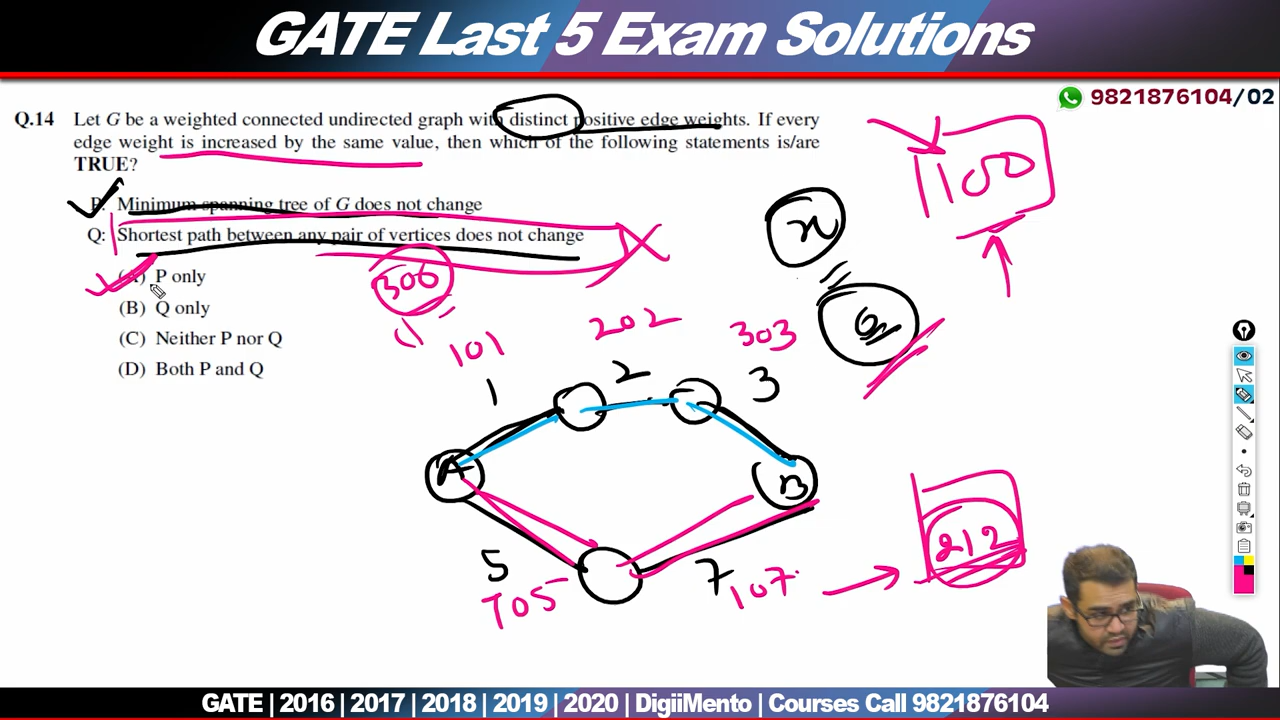 GATE Last 5 Exam Solutions
9821876104/02
Q.14 Let G be a weighted connected undirected graph with distinct positive edge weights. If every
edge weight is increased by the same value, then which of the following statements is/are
TRUE?
P: Minimum spanning tree of G does not change
Q: Shortest path between any pair of vertices does not change
(A) P only
(B) Q only
(C) Neither P nor Q
(D) Both P and Q
100
n
306
101
202
303
1
2
3
A
B
5
7
105
107
212
GATE | 2016 | 2017 | 2018 | 2019 | 2020 | DigiiMento | Courses Call 9821876104